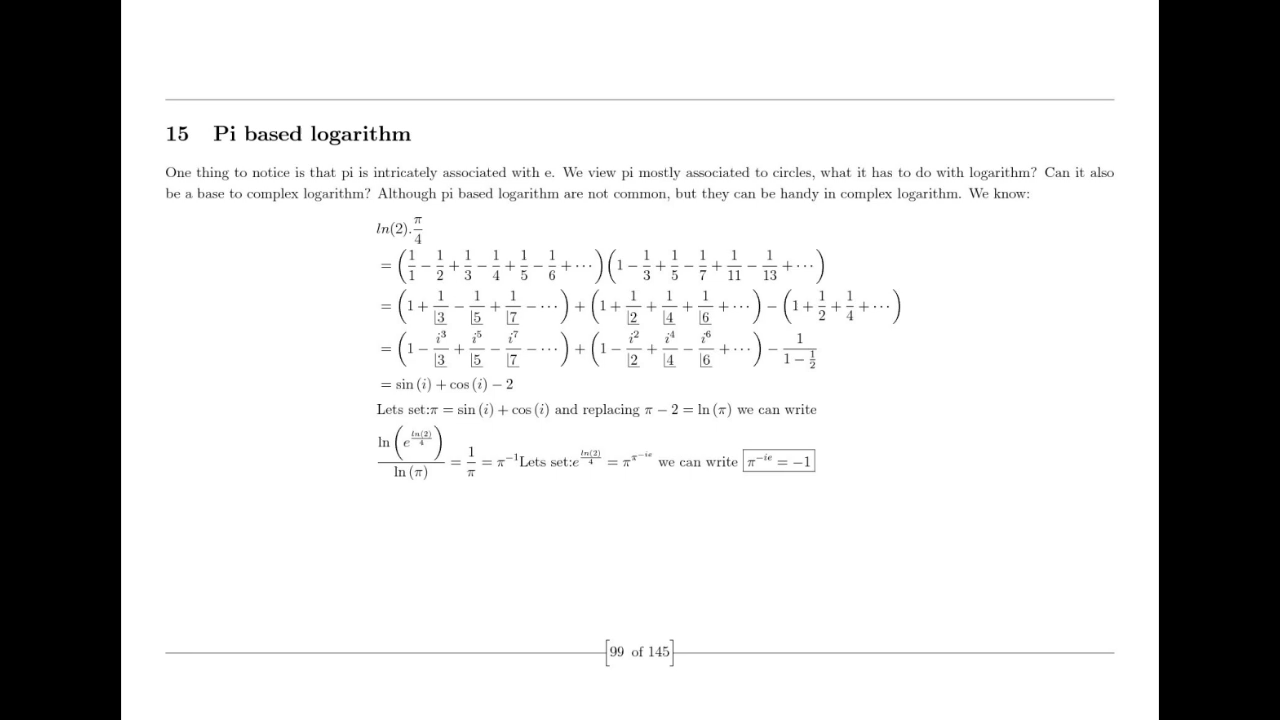 15 Pi based logarithm
One thing to notice is that pi is intricately associated with e. We view pi mostly associated to circles, what it has to do with logarithm? Can it also
be a base to complex logarithm? Although pi based logarithm are not common, but they can be handy in complex logarithm. We know:
ln(2).π/4
= (1/1 − 1/2 + 1/3 − 1/4 + 1/5 − 1/6 + ⋯)(1 − 1/3 + 1/5 − 1/7 + 1/11 − 1/13 + ⋯)
= (1 + 1/⌊3 − 1/⌊5 + 1/⌊7 − ⋯) + (1 + 1/⌊2 + 1/⌊4 + 1/⌊6 + ⋯) − (1 + 1/2 + 1/4 + ⋯)
= (1 − i³/⌊3 + i⁵/⌊5 − i⁷/⌊7 − ⋯) + (1 − i²/⌊2 + i⁴/⌊4 − i⁶/⌊6 + ⋯) − 1/(1 − 1/2)
= sin (i) + cos (i) − 2
Lets set:π = sin (i) + cos (i) and replacing π − 2 = ln (π) we can write
ln (e^(ln(2)/4)) / ln (π) = 1/π = π⁻¹Lets set:e^(ln(2)/4) = π^(π^(−ie)) we can write π^(−ie) = −1
99 of 145